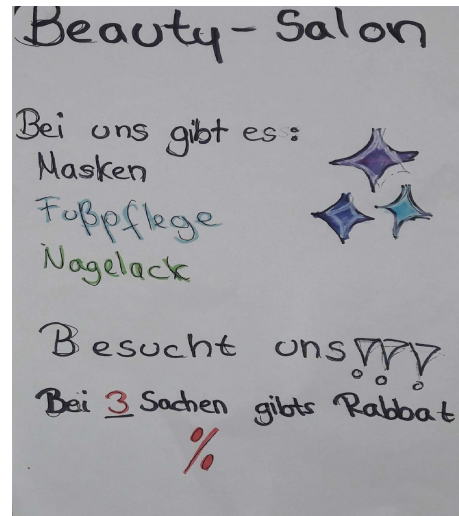 Beauty-Salon
Bei uns gibt es:
Masken
Fußpflege
Nagelack
Besucht uns!!!
Bei 3 Sachen gibts Rabbat
%